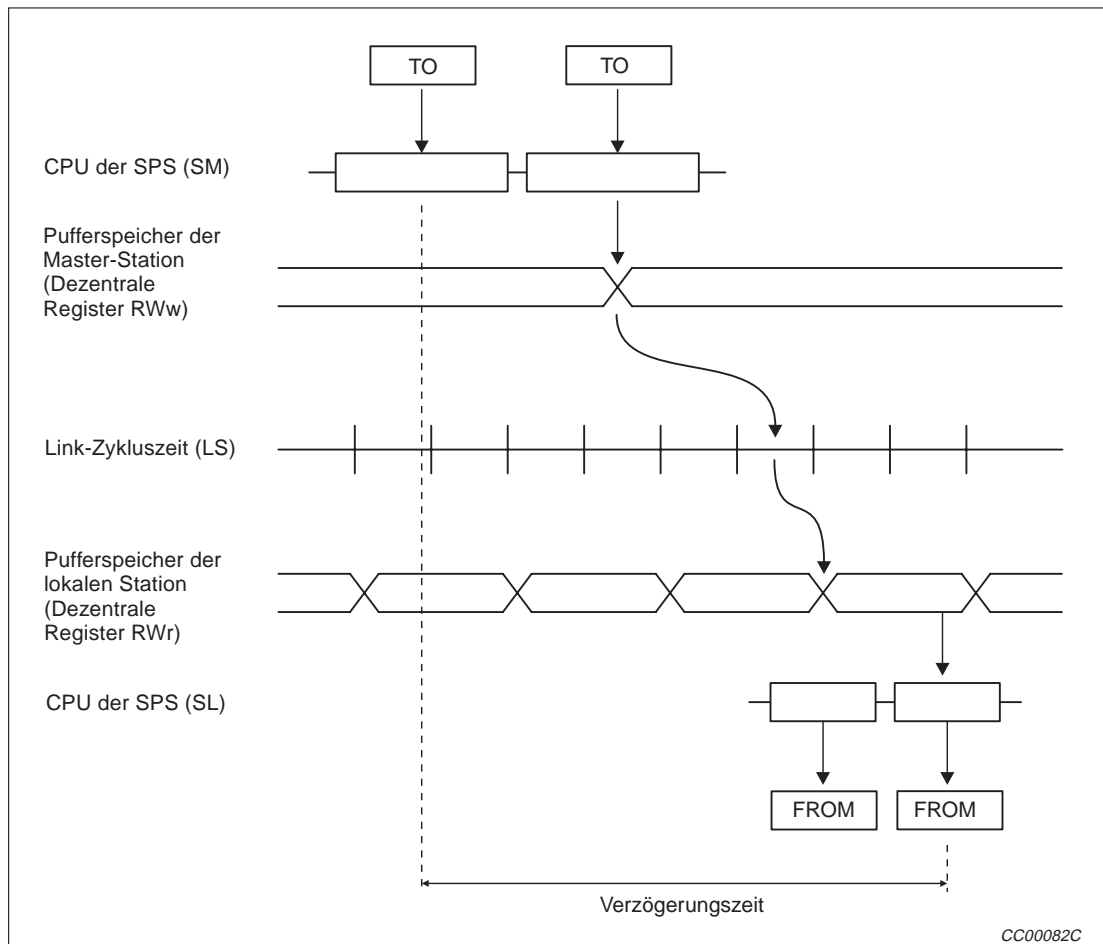 TO
TO
CPU der SPS (SM)
Pufferspeicher der
Master-Station
(Dezentrale
Register RWw)
Link-Zykluszeit (LS)
Pufferspeicher der
lokalen Station
(Dezentrale
Register RWr)
CPU der SPS (SL)
FROM
FROM
Verzögerungszeit
CC00082C